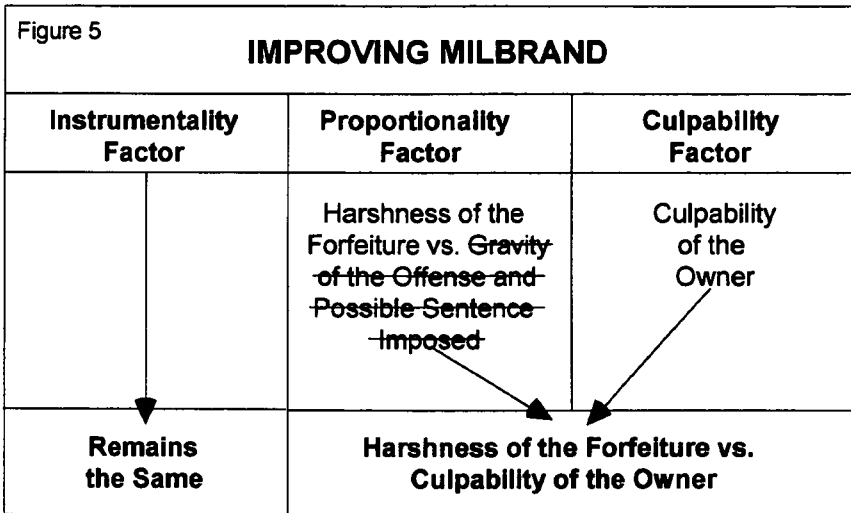 Figure 5
IMPROVING MILBRAND
Instrumentality
Factor
Proportionality
Factor
Culpability
Factor
Harshness of the
Forfeiture vs. Gravity
of the Offense and
Possible Sentence
Imposed
Culpability
of the
Owner
Remains
the Same
Harshness of the Forfeiture vs.
Culpability of the Owner